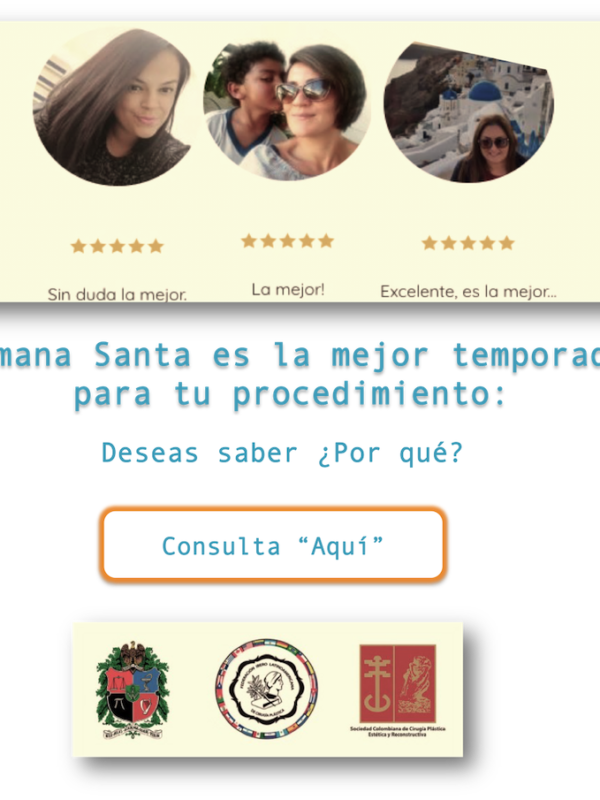 Sin duda la mejor.
La mejor!
Excelente, es la mejor...
mana Santa es la mejor temporad
para tu procedimiento:
Deseas saber ¿Por qué?
Consulta “Aquí”
Sociedad Colombiana de Cirugía Plástica
Estética y Reconstructiva